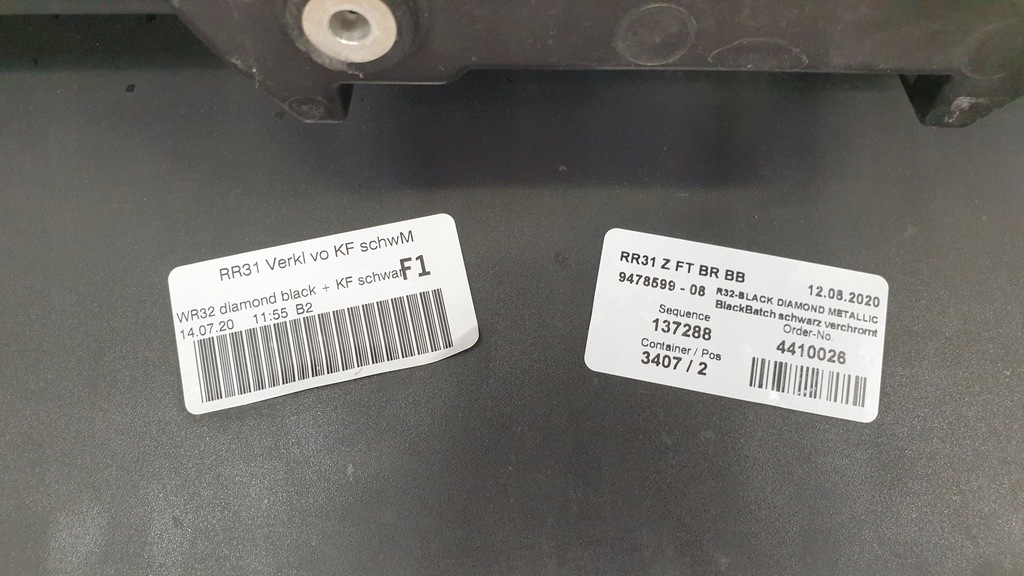 RR31 Verkl vo KF schwM
WR32 diamond black + KF schwar
F1
14.07.20 11:55 B2
RR31 Z FT BR BB
12.08.2020
9478599 - 08
R32-BLACK DIAMOND METALLIC
BlackBatch schwarz verchromt
Sequence
137288
Order-No.
4410026
Container / Pos
3407 / 2